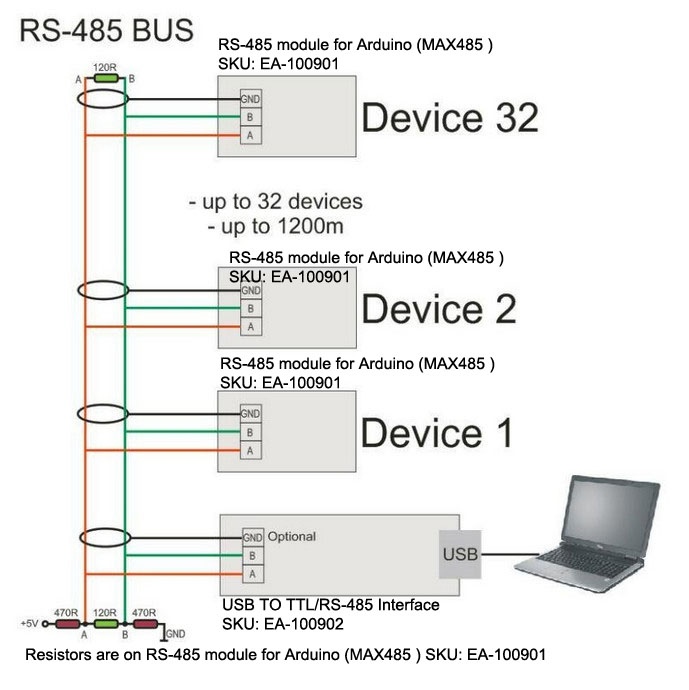 RS-485 BUS
RS-485 module for Arduino (MAX485 )
SKU: EA-100901
120R
A
B
GND
B
A
Device 32
- up to 32 devices
- up to 1200m
RS-485 module for Arduino (MAX485 )
SKU: EA-100901
GND
B
A
Device 2
RS-485 module for Arduino (MAX485 )
SKU: EA-100901
GND
B
A
Device 1
GND Optional
B
A
USB
USB TO TTL/RS-485 Interface
SKU: EA-100902
470R 120R 470R
+5V
A B GND
Resistors are on RS-485 module for Arduino (MAX485 ) SKU: EA-100901